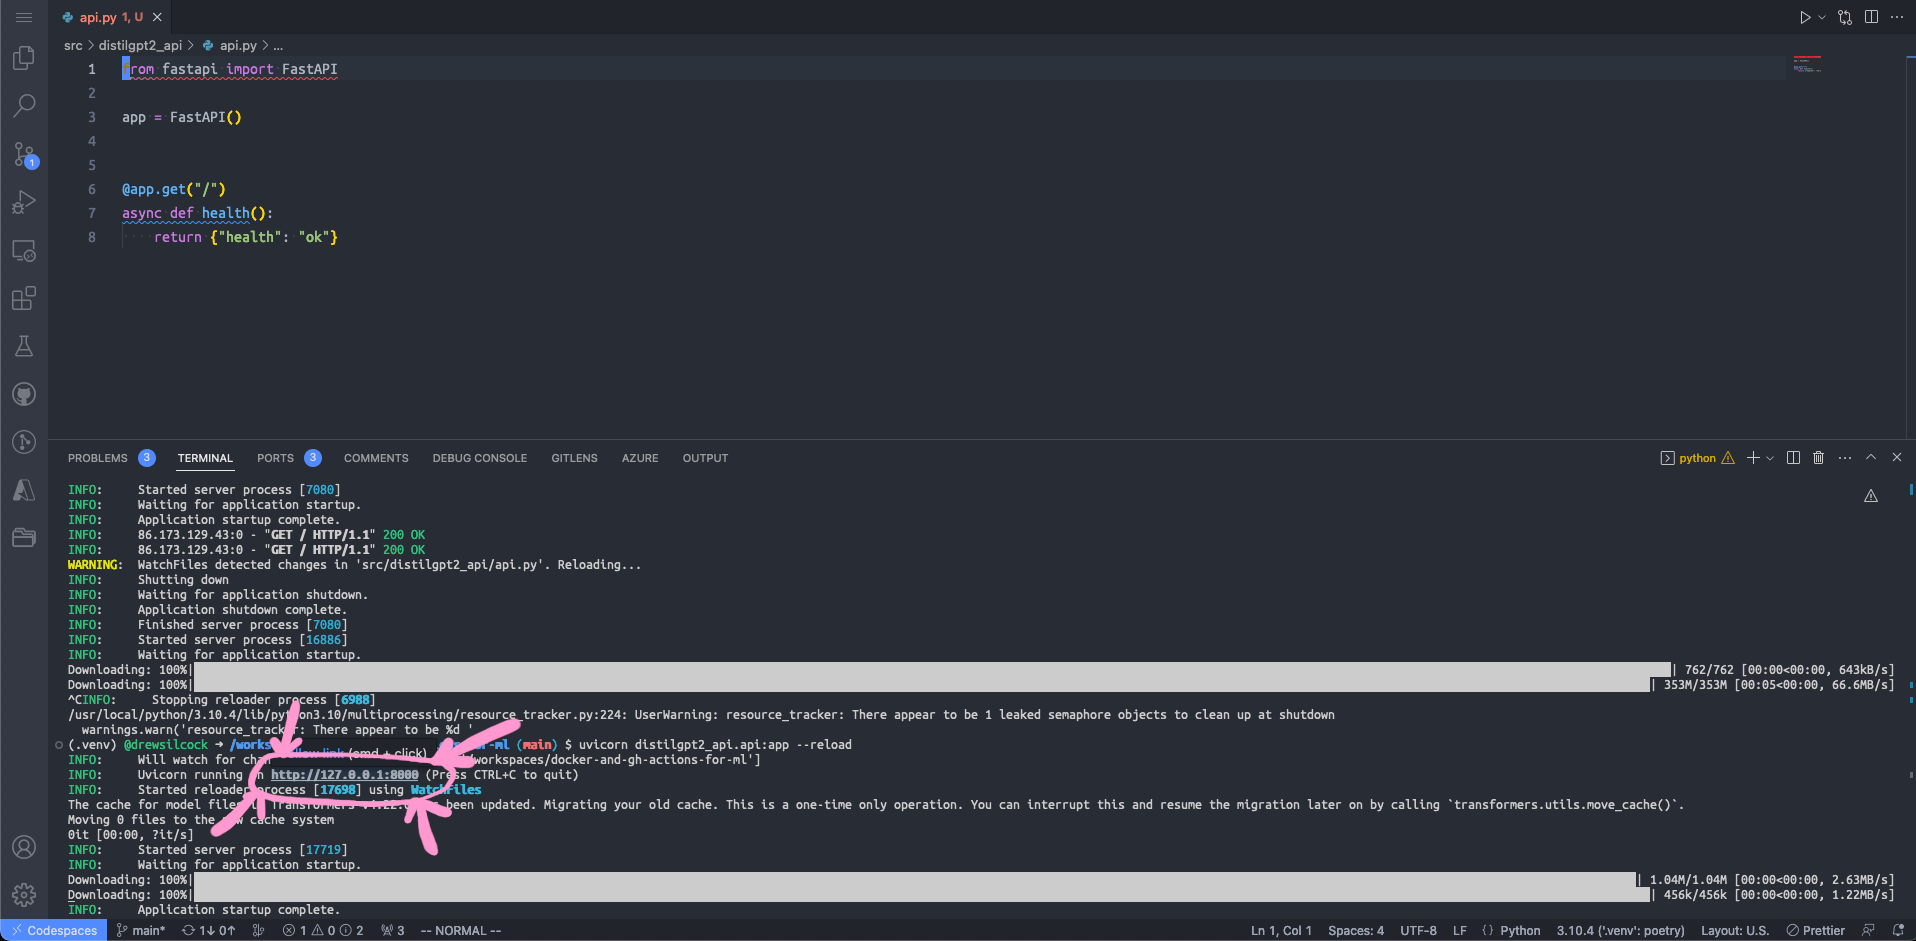 api.py 1, U
src > distilgpt2_api > api.py > ...
1 from fastapi import FastAPI
2
3 app = FastAPI()
4
5
6 @app.get("/")
7 async def health():
8 return {"health": "ok"}
PROBLEMS 3 TERMINAL PORTS 3 COMMENTS DEBUG CONSOLE GITLENS AZURE OUTPUT
python
INFO: Started server process [7080]
INFO: Waiting for application startup.
INFO: Application startup complete.
INFO: 86.173.129.43:0 - "GET / HTTP/1.1" 200 OK
INFO: 86.173.129.43:0 - "GET / HTTP/1.1" 200 OK
WARNING: WatchFiles detected changes in 'src/distilgpt2_api/api.py'. Reloading...
INFO: Shutting down
INFO: Waiting for application shutdown.
INFO: Application shutdown complete.
INFO: Finished server process [7080]
INFO: Started server process [16886]
INFO: Waiting for application startup.
Downloading: 100%| | 762/762 [00:00<00:00, 643kB/s]
Downloading: 100%| | 353M/353M [00:05<00:00, 66.6MB/s]
^CINFO: Stopping reloader process [6988]
/usr/local/python/3.10.4/lib/python3.10/multiprocessing/resource_tracker.py:224: UserWarning: resource_tracker: There appear to be 1 leaked semaphore objects to clean up at shutdown
warnings.warn('resource_tracker: There appear to be %d '
(.venv) @drewsilcock → /works for-ml (main) $ uvicorn distilgpt2_api.api:app --reload
link (cmd + click)
INFO: Will watch for workspaces/docker-and-gh-actions-for-ml']
INFO: Uvicorn running on http://127.0.0.1:8000 (Press CTRL+C to quit)
INFO: Started reloader process [17698] using WatchFiles
The cache for model files in Transformers been updated. Migrating your old cache. This is a one-time only operation. You can interrupt this and resume the migration later on by calling `transformers.utils.move_cache()`.
Moving 0 files to the new cache system
0it [00:00, ?it/s]
INFO: Started server process [17719]
INFO: Waiting for application startup.
Downloading: 100%| | 1.04M/1.04M [00:00<00:00, 2.63MB/s]
Downloading: 100%| | 456k/456k [00:00<00:00, 1.22MB/s]
INFO: Application startup complete.
1
Codespaces main* 1↓ 0↑ 1 0 2 3 -- NORMAL -- Ln 1, Col 1 Spaces: 4 UTF-8 LF {} Python 3.10.4 ('.venv': poetry) Layout: U.S. Prettier